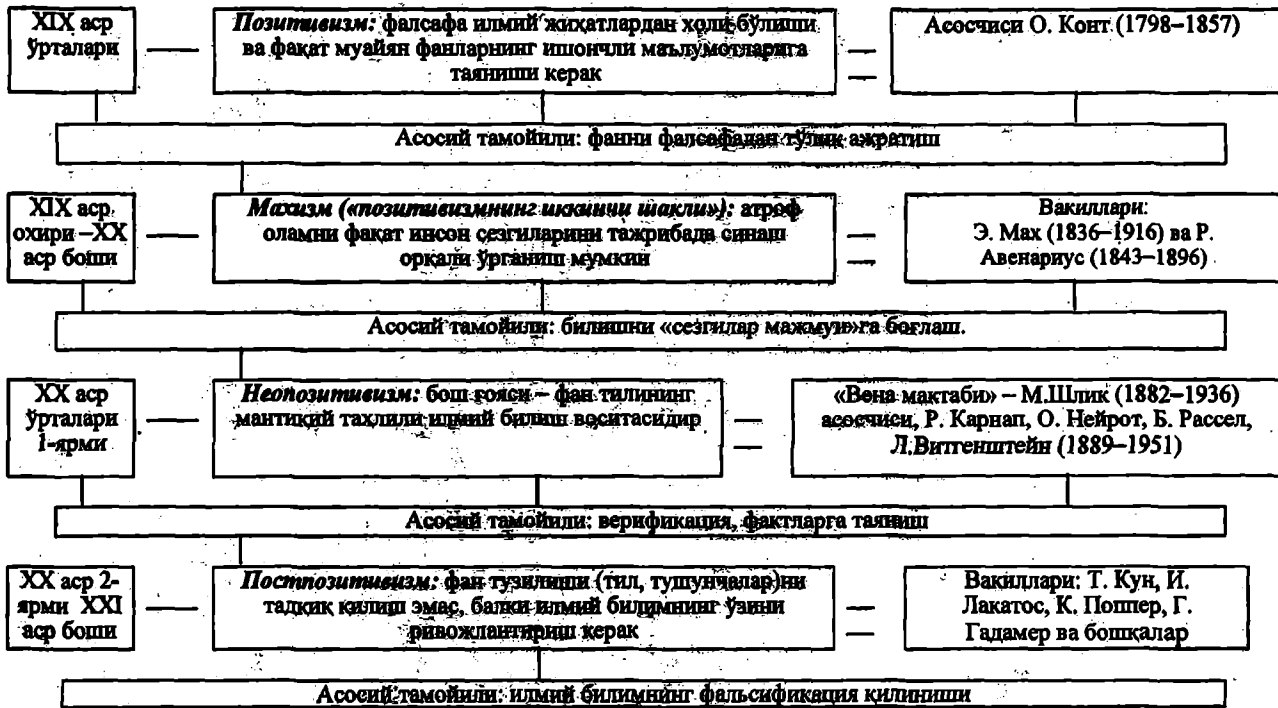 XIX аср
ўрталари
Позитивизм: фалсафа илмий жиҳатлардан холи бўлиши
ва фақат муайян фанларнинг ишончли маълумотларига
таяниши керак
Асосчиси О. Конт (1798–1857)
Асосий тамойили: фанни фалсафадан тўлиқ ажратиш
XIX аср
охири –XX
аср боши
Махизм («позитивизмнинг иккинчи шакли»): атроф
оламни фақат инсон сезгиларини тажрибада синаш
орқали ўрганиш мумкин
Вакиллари:
Э. Мах (1836–1916) ва Р.
Авенариус (1843–1896)
Асосий тамойили: билишни «сезгилар мажмуи»га боғлаш.
XX аср
ўрталари
1-ярми
Неопозитивизм: бош ғояси – фан тилининг
мантиқий таҳлили илмий билиш воситасидир
«Вена мактаби» – М.Шлик (1882–1936)
асосчиси, Р. Карнап, О. Нейрот, Б. Рассел,
Л.Витгенштейн (1889–1951)
Асосий тамойили: верификация, фактларга таяниш
XX аср 2-
ярми XXI
аср боши
Постпозитивизм: фан тузилиши (тил, тушунчалар)ни
тадқиқ қилиш эмас, балки илмий билимнинг ўзини
ривожлантириш керак
Вакиллари: Т. Кун, И.
Лакатос, К. Поппер, Г.
Гадамер ва бошқалар
Асосий тамойили: илмий билимнинг фальсификация қилиниши